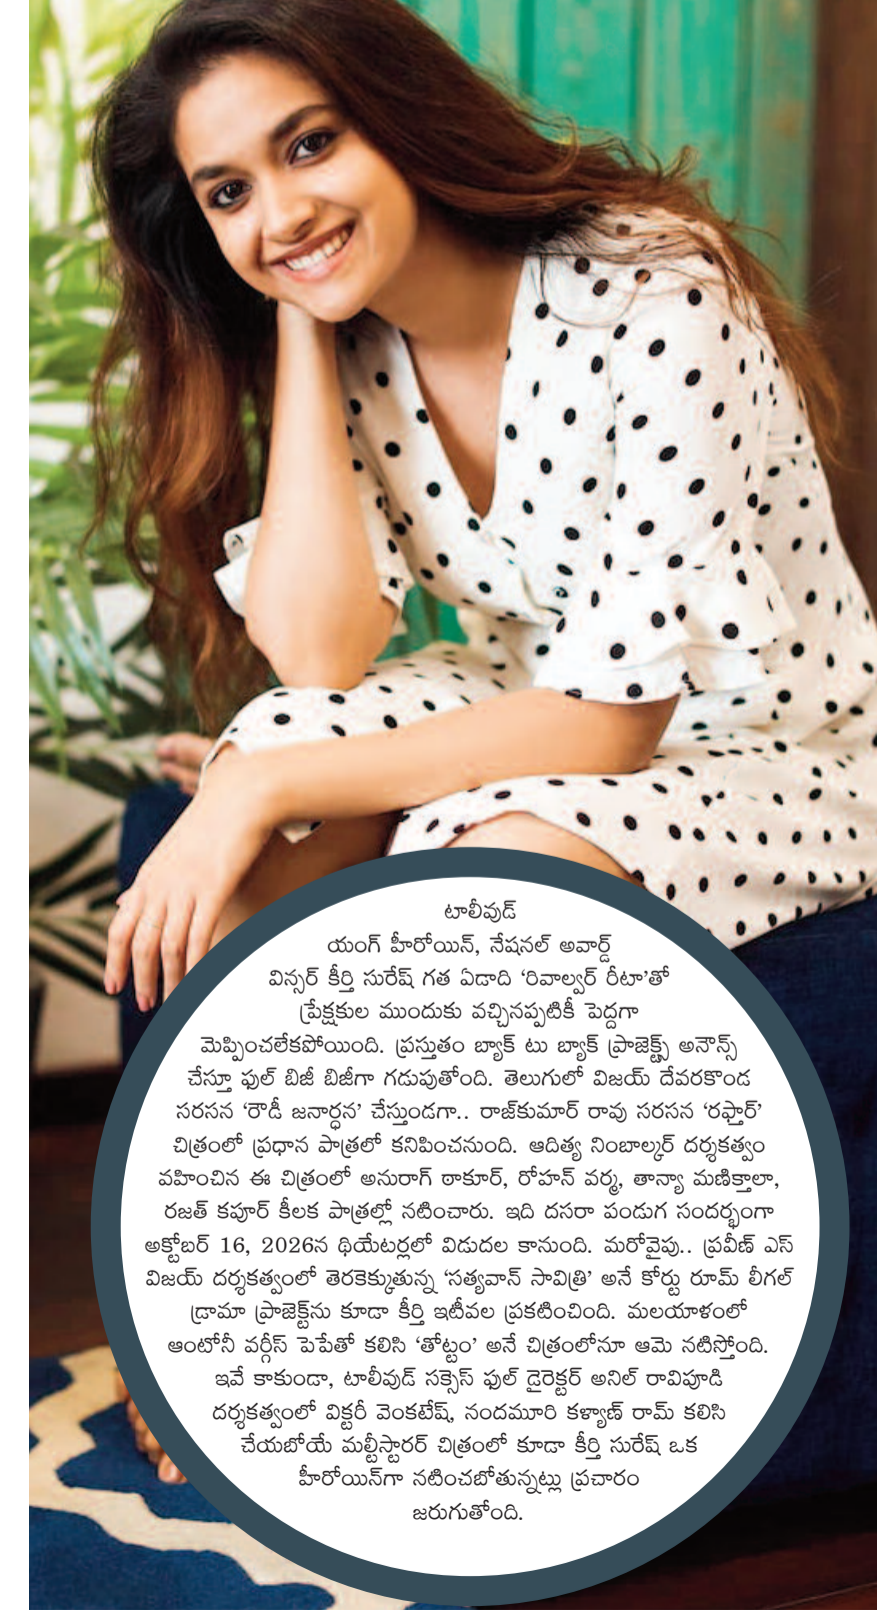 టాలీవుడ్
యంగ్ హీరోయిన్, నేషనల్ అవార్డ్
విన్నర్ కీర్తి సురేష్ గత ఏడాది ‘రివాల్వర్ రీటా’తో
ప్రేక్షకుల ముందుకు వచ్చినప్పటికీ పెద్దగా
మెప్పించలేకపోయింది. ప్రస్తుతం బ్యాక్ టు బ్యాక్ ప్రాజెక్ట్స్ అనౌన్స్
చేస్తూ ఫుల్ బిజీ బిజీగా గడుపుతోంది. తెలుగులో విజయ్ దేవరకొండ
సరసన ‘రౌడీ జనార్ధన’ చేస్తుండగా.. రాజ్‌కుమార్ రావు సరసన ‘రఫ్తార్’
చిత్రంలో ప్రధాన పాత్రలో కనిపించనుంది. ఆదిత్య నింబాల్కర్ దర్శకత్వం
వహించిన ఈ చిత్రంలో అనురాగ్ ఠాకూర్, రోహన్ వర్మ, తాన్యా మణిక్తాలా,
రజత్ కపూర్ కీలక పాత్రల్లో నటించారు. ఇది దసరా పండుగ సందర్భంగా
అక్టోబర్ 16, 2026న థియేటర్లలో విడుదల కానుంది. మరోవైపు.. ప్రవీణ్ ఎస్
విజయ్ దర్శకత్వంలో తెరకెక్కుతున్న ‘సత్యవాన్ సావిత్రి’ అనే కోర్టు రూమ్ లీగల్
డ్రామా ప్రాజెక్ట్‌ను కూడా కీర్తి ఇటీవల ప్రకటించింది. మలయాళంలో
ఆంటోనీ వర్గీస్ పెపేతో కలిసి ‘తోట్టం’ అనే చిత్రంలోనూ ఆమె నటిస్తోంది.
ఇవే కాకుండా, టాలీవుడ్ సక్సెస్ ఫుల్ డైరెక్టర్ అనిల్ రావిపూడి
దర్శకత్వంలో విక్టరీ వెంకటేష్, నందమూరి కళ్యాణ్ రామ్ కలిసి
చేయబోయే మల్టీస్టారర్ చిత్రంలో కూడా కీర్తి సురేష్ ఒక
హీరోయిన్‌గా నటించబోతున్నట్లు ప్రచారం
జరుగుతోంది.